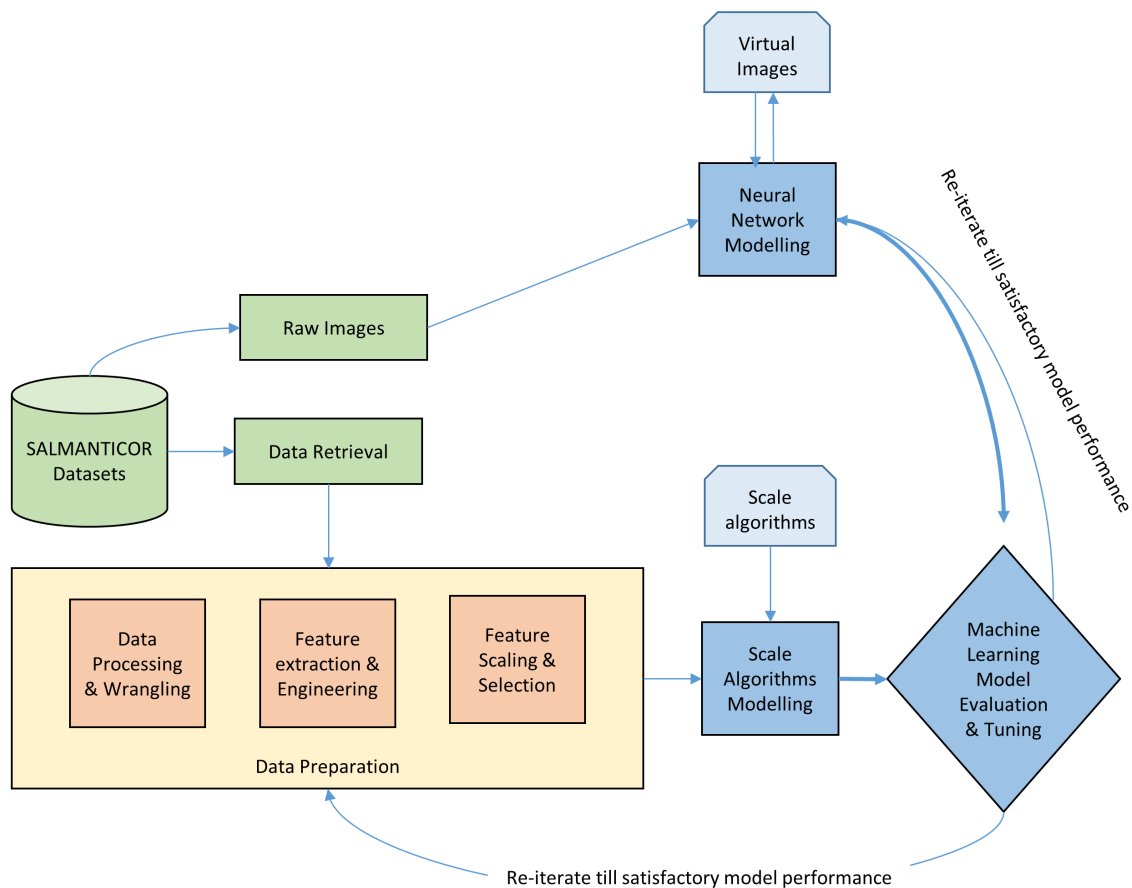 Virtual
Images
Neural
Network
Modelling
Re-iterate till satisfactory model performance
Raw Images
SALMANTICOR
Datasets
Data Retrieval
Scale
algorithms
Data
Processing
& Wrangling
Feature
extraction &
Engineering
Feature
Scaling &
Selection
Data Preparation
Scale
Algorithms
Modelling
Machine
Learning
Model
Evaluation
& Tuning
Re-iterate till satisfactory model performance